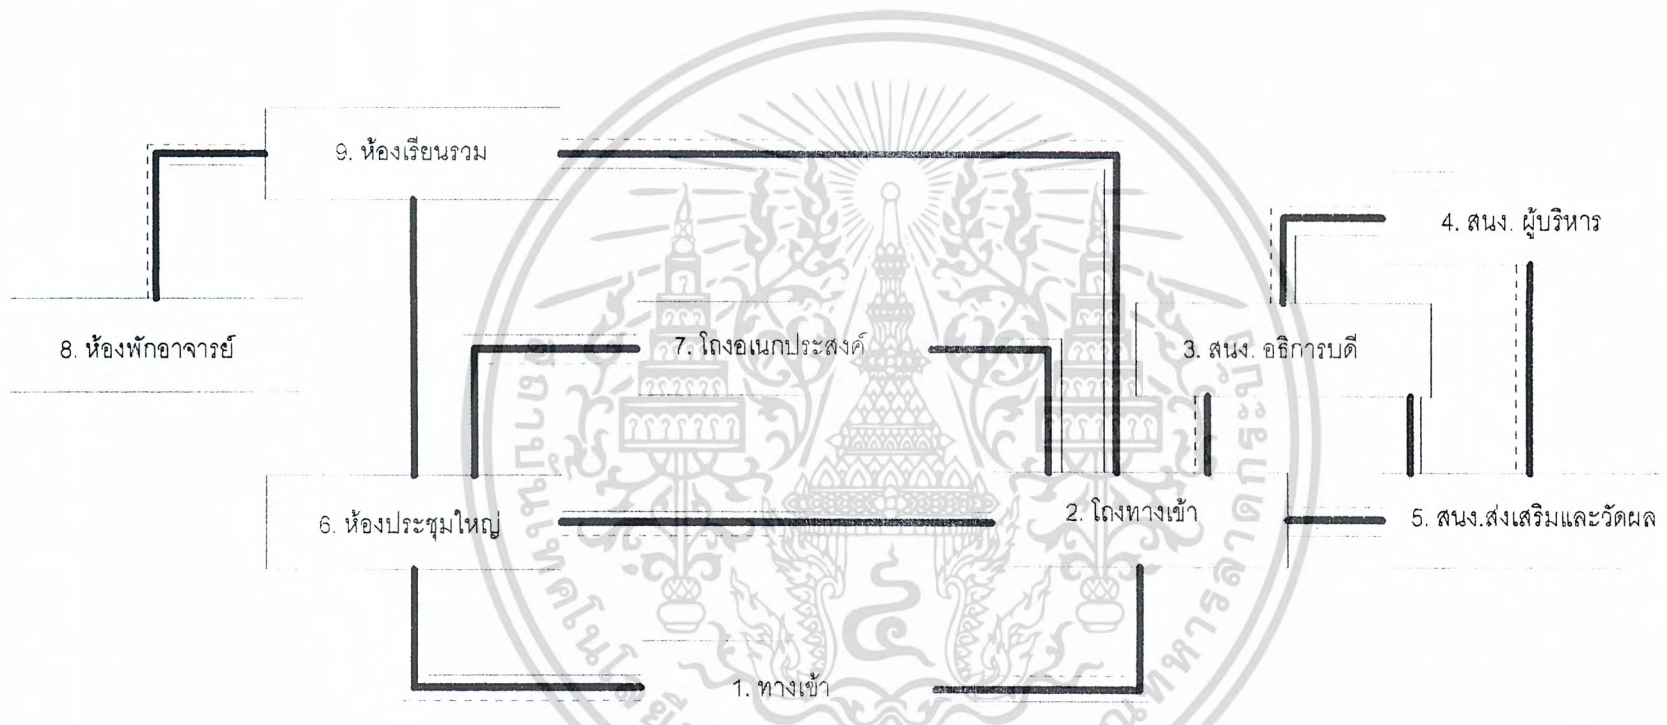 9. ห้องเรียนรวม
4. สนง. ผู้บริหาร
8. ห้องพักอาจารย์
7. โถงอเนกประสงค์
3. สนง. อธิการบดี
6. ห้องประชุมใหญ่
2. โถงทางเข้า
5. สนง.ส่งเสริมและวัดผล
1. ทางเข้า